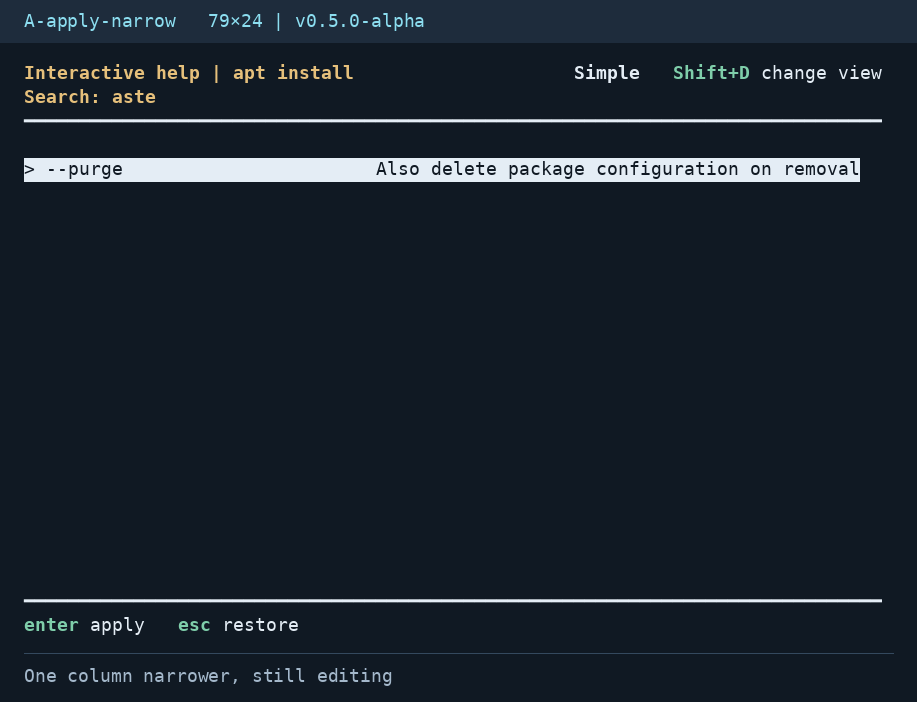 A-apply-narrow   79×24 | v0.5.0-alpha
Interactive help | apt install                    Simple   Shift+D change view
Search: aste
> --purge                       Also delete package configuration on removal
enter apply   esc restore
One column narrower, still editing